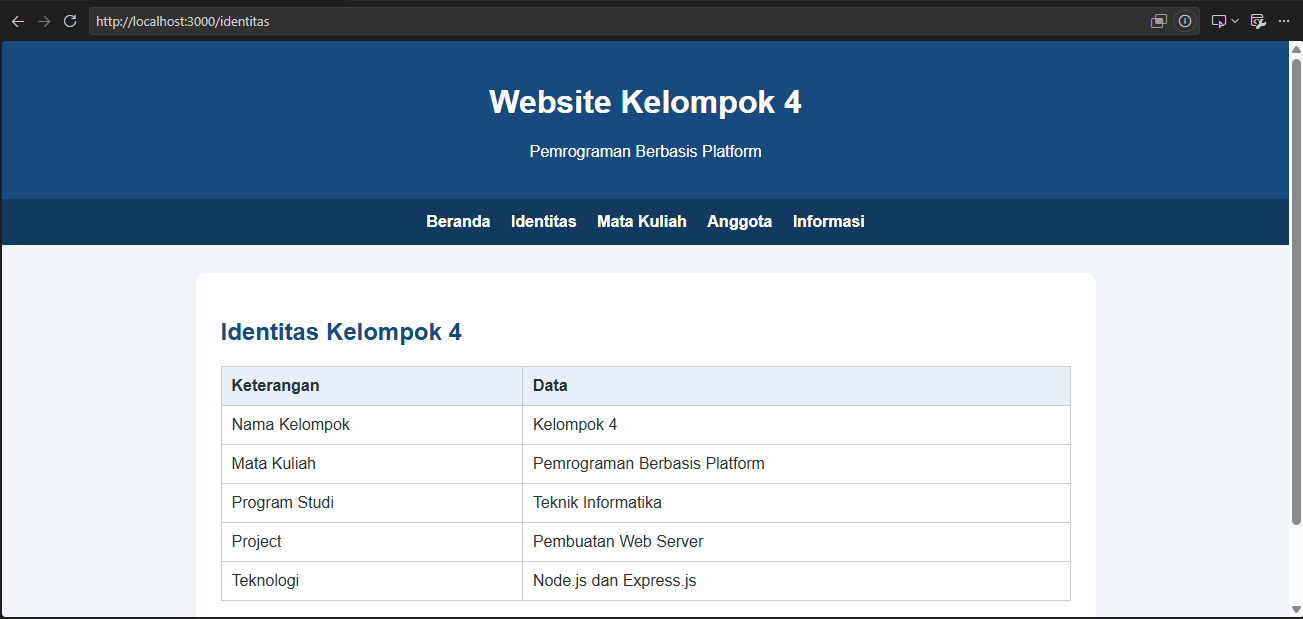 http://localhost:3000/identitas
Website Kelompok 4
Pemrograman Berbasis Platform
Beranda Identitas Mata Kuliah Anggota Informasi
Identitas Kelompok 4
Keterangan Data
Nama Kelompok Kelompok 4
Mata Kuliah Pemrograman Berbasis Platform
Program Studi Teknik Informatika
Project Pembuatan Web Server
Teknologi Node.js dan Express.js